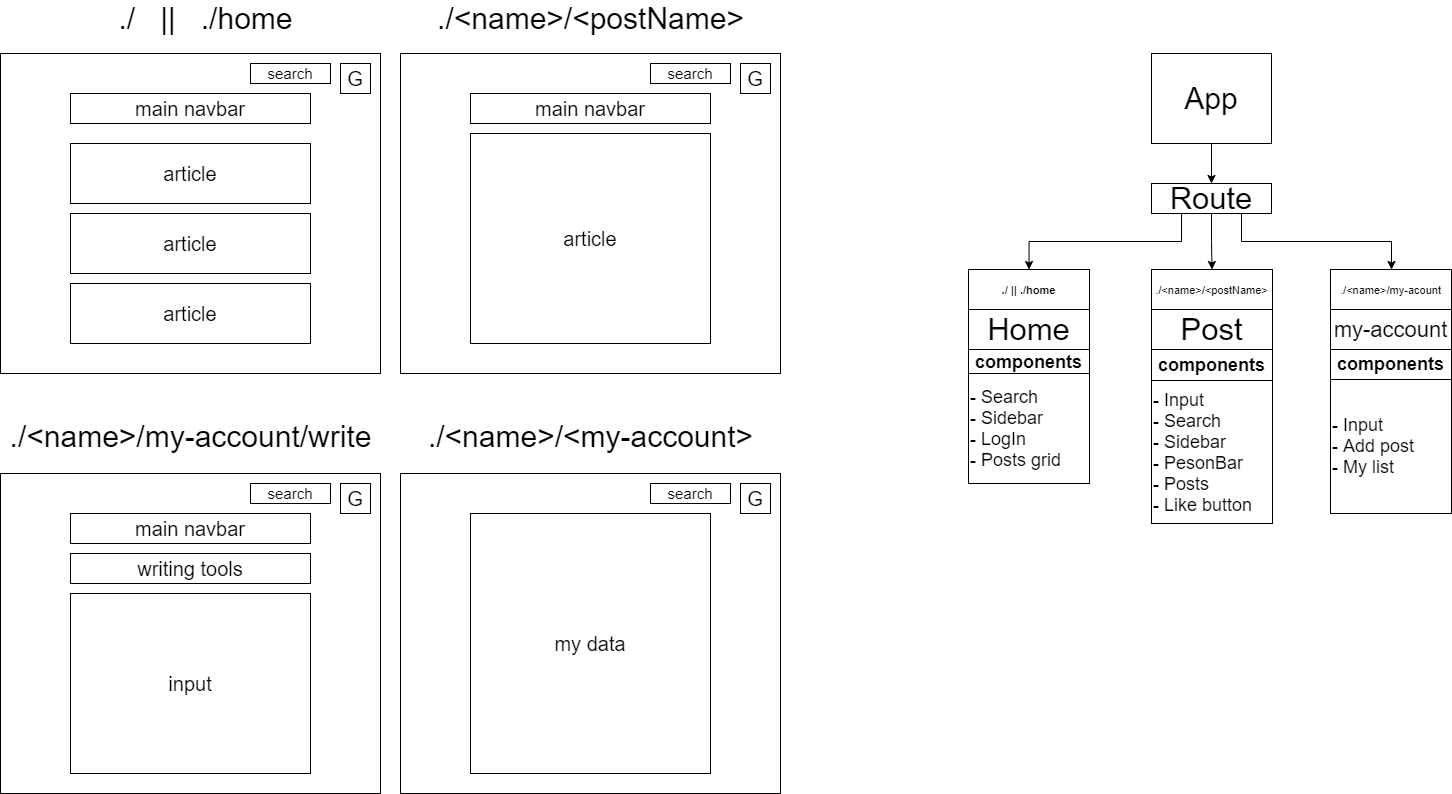 ./ || ./home
search
G
main navbar
article
article
article
./<name>/<postName>
search
G
main navbar
article
./<name>/my-account/write
search
G
main navbar
writing tools
input
./<name>/<my-account>
search
G
my data
App
Route
./ || ./home
Home
components
- Search
- Sidebar
- LogIn
- Posts grid
./<name>/<postName>
Post
components
- Input
- Search
- Sidebar
- PesonBar
- Posts
- Like button
./<name>/my-acount
my-account
components
- Input
- Add post
- My list